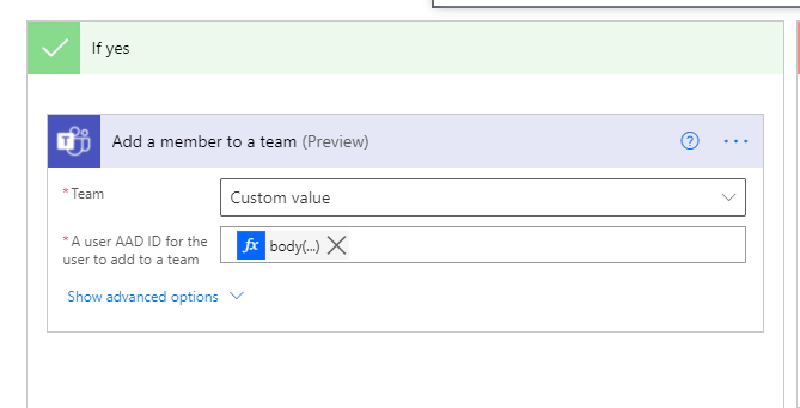 If yes
T
Add a member to a team (Preview)
?
* Team
Custom value
* A user AAD ID for the
user to add to a team
fx body(...)
Show advanced options